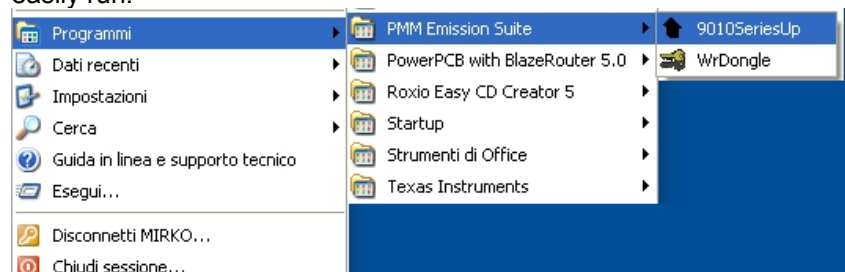 easily run.
Programmi
Dati recenti
Impostazioni
Cerca
Guida in linea e supporto tecnico
Esegui...
Disconnetti MIRKO...
Chiudi sessione...
PMM Emission Suite
PowerPCB with BlazeRouter 5.0
Roxio Easy CD Creator 5
Startup
Strumenti di Office
Texas Instruments
9010SeriesUp
WrDongle